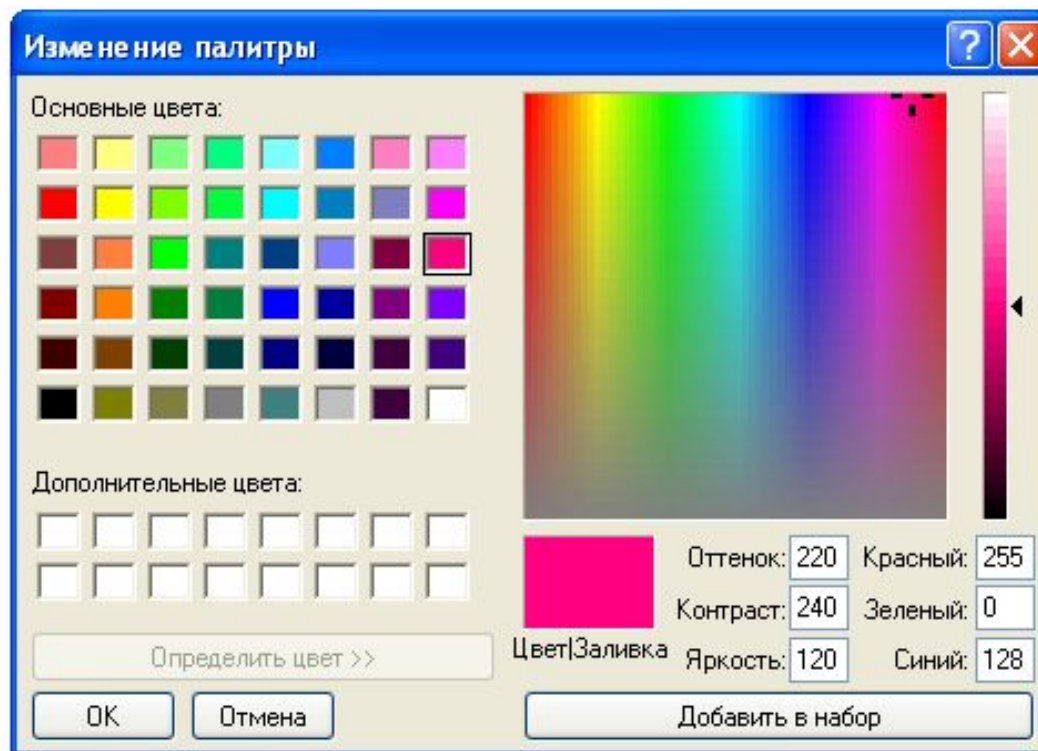 Изменение палитры
Основные цвета:
Дополнительные цвета:
Определить цвет >>
ОК
Отмена
Цвет|Заливка
Оттенок: 220
Контраст: 240
Яркость: 120
Красный: 255
Зеленый: 0
Синий: 128
Добавить в набор